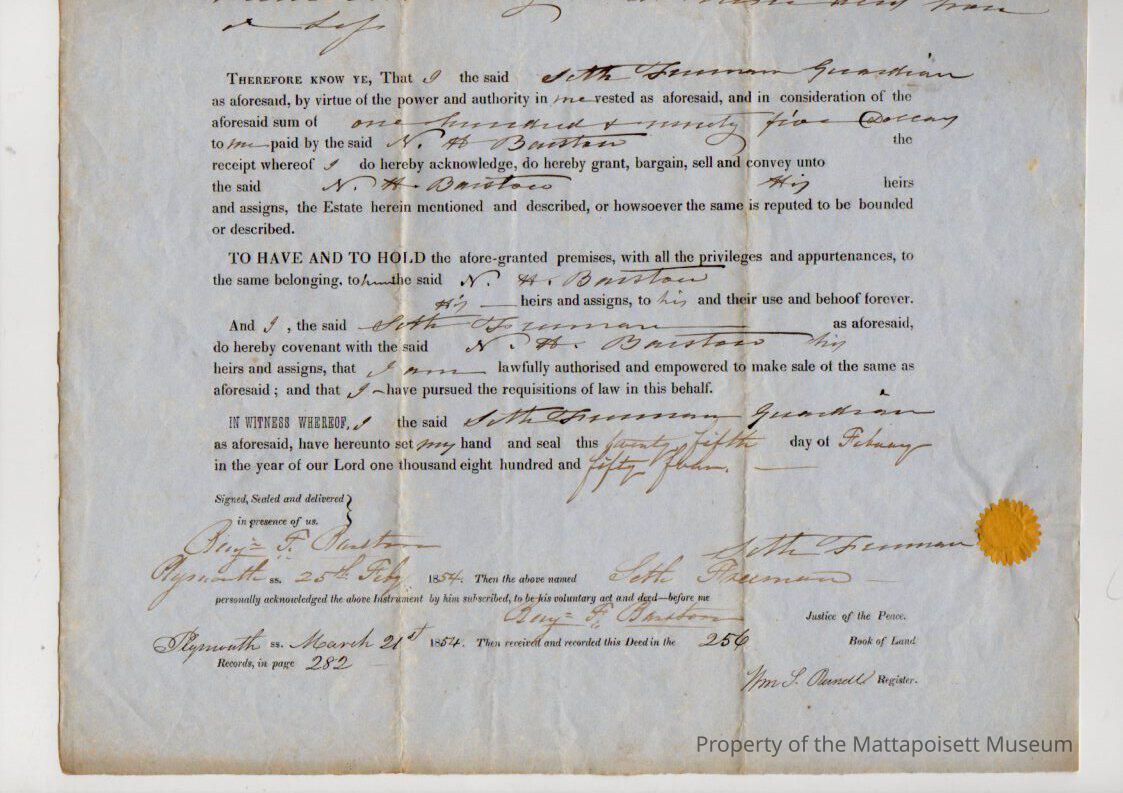 or less
THEREFORE KNOW YE, That I the said Seth Freeman Guardian
as aforesaid, by virtue of the power and authority in me vested as aforesaid, and in consideration of the
aforesaid sum of one hundred & ninety five Dollars
to me paid by the said N. H. Barstow the
receipt whereof I do hereby acknowledge, do hereby grant, bargain, sell and convey unto
the said N. H. Barstow His heirs
and assigns, the Estate herein mentioned and described, or howsoever the same is reputed to be bounded
or described.
TO HAVE AND TO HOLD the afore-granted premises, with all the privileges and appurtenances, to
the same belonging, to him the said N. H. Barstow
His heirs and assigns, to his and their use and behoof forever.
And I, the said Seth Freeman as aforesaid,
do hereby covenant with the said N. H. Barstow his
heirs and assigns, that I am lawfully authorised and empowered to make sale of the same as
aforesaid; and that I have pursued the requisitions of law in this behalf.
IN WITNESS WHEREOF, I the said Seth Freeman Guardian
as aforesaid, have hereunto set my hand and seal this twenty fifth day of Febuary
in the year of our Lord one thousand eight hundred and fifty four.
Signed, Sealed and delivered
in presence of us.
Benj= F. Barstow
Seth Freeman
Plymouth ss. 25th Feby 1854. Then the above named Seth Freeman
personally acknowledged the above Instrument by him subscribed, to be his voluntary act and deed—before me
Benj= F. Barstow Justice of the Peace.
Plymouth ss. March 21st 1854. Then received and recorded this Deed in the 256 Book of Land
Records, in page 282
Wm S. Russell Register.
Property of the Mattapoisett Museum